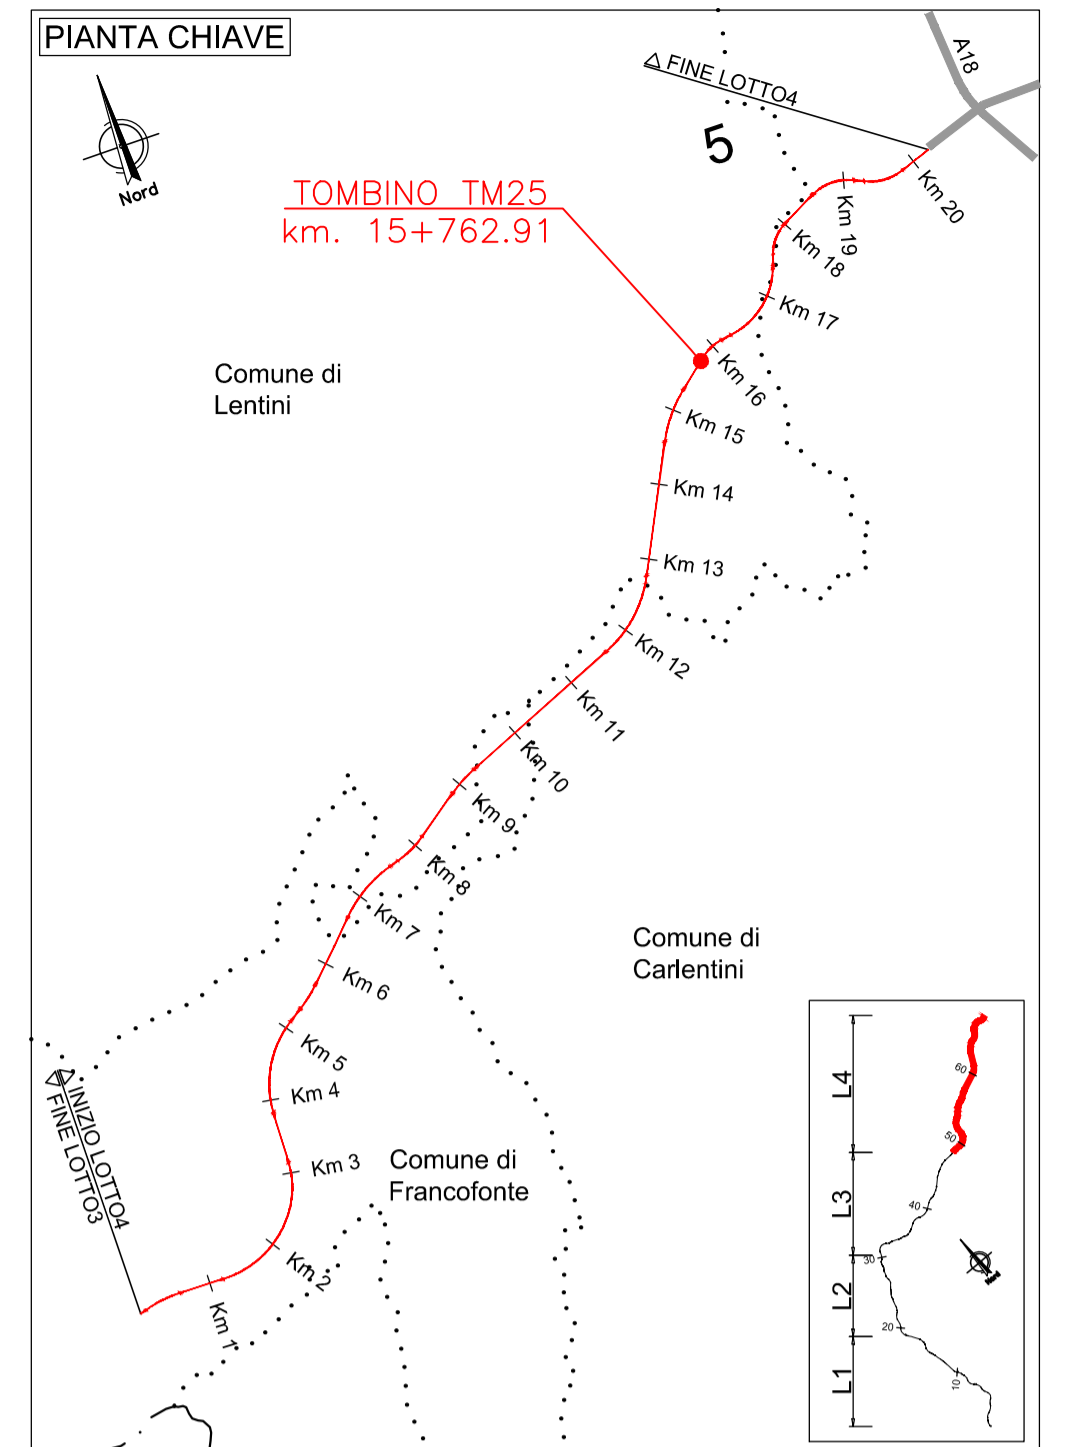 PIANTA CHIAVE
A18
FINE LOTTO4
5
Nord
TOMBINO TM25
km. 15+762.91
Km 20
Km 19
Km 18
Km 17
Km 16
Comune di
Lentini
Km 15
Km 14
Km 13
Km 12
Km 11
Km 10
Km 9
Km 8
Km 7
Comune di
Carlentini
Km 6
Km 5
Km 4
INIZIO LOTTO4
FINE LOTTO3
Km 3
Comune di
Francofonte
Km 2
Km 1
L4
60
50
L3
40
30
L2
20
L1
10